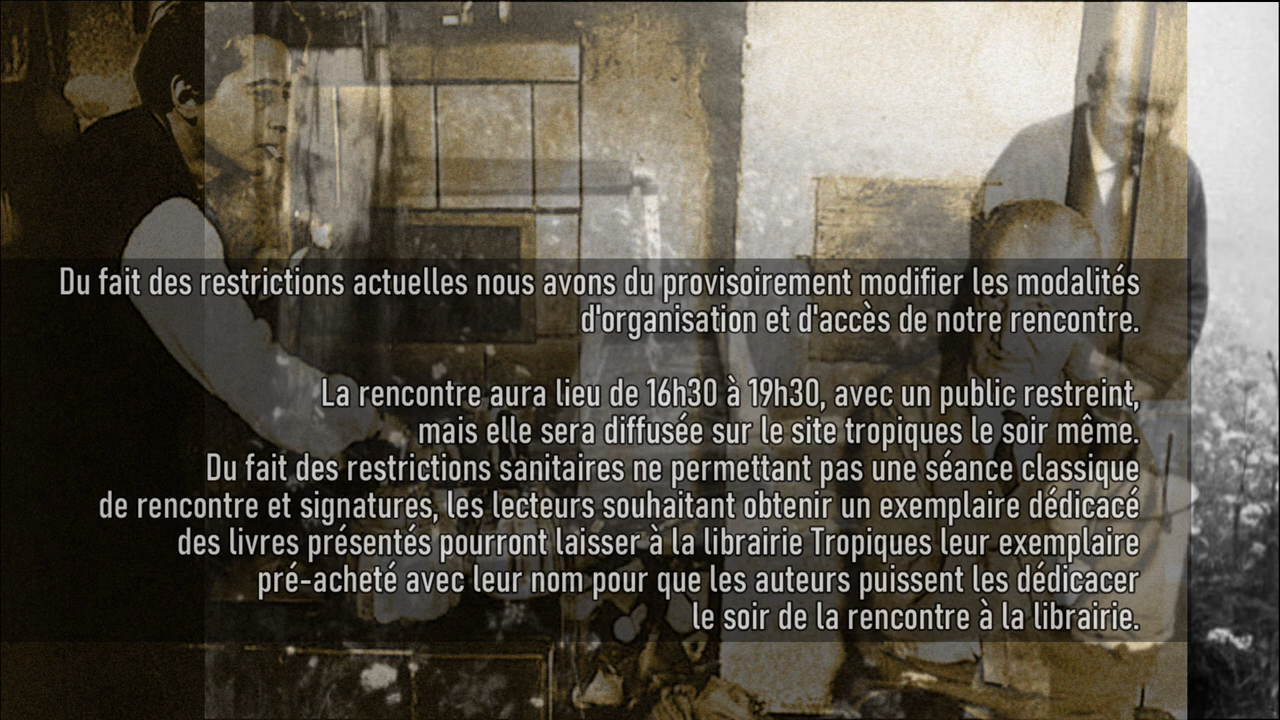 Du fait des restrictions actuelles nous avons du provisoirement modifier les modalités
d'organisation et d'accès de notre rencontre.
La rencontre aura lieu de 16h30 à 19h30, avec un public restreint,
mais elle sera diffusée sur le site tropiques le soir même.
Du fait des restrictions sanitaires ne permettant pas une séance classique
de rencontre et signatures, les lecteurs souhaitant obtenir un exemplaire dédicacé
des livres présentés pourront laisser à la librairie Tropiques leur exemplaire
pré-acheté avec leur nom pour que les auteurs puissent les dédicacer
le soir de la rencontre à la librairie.